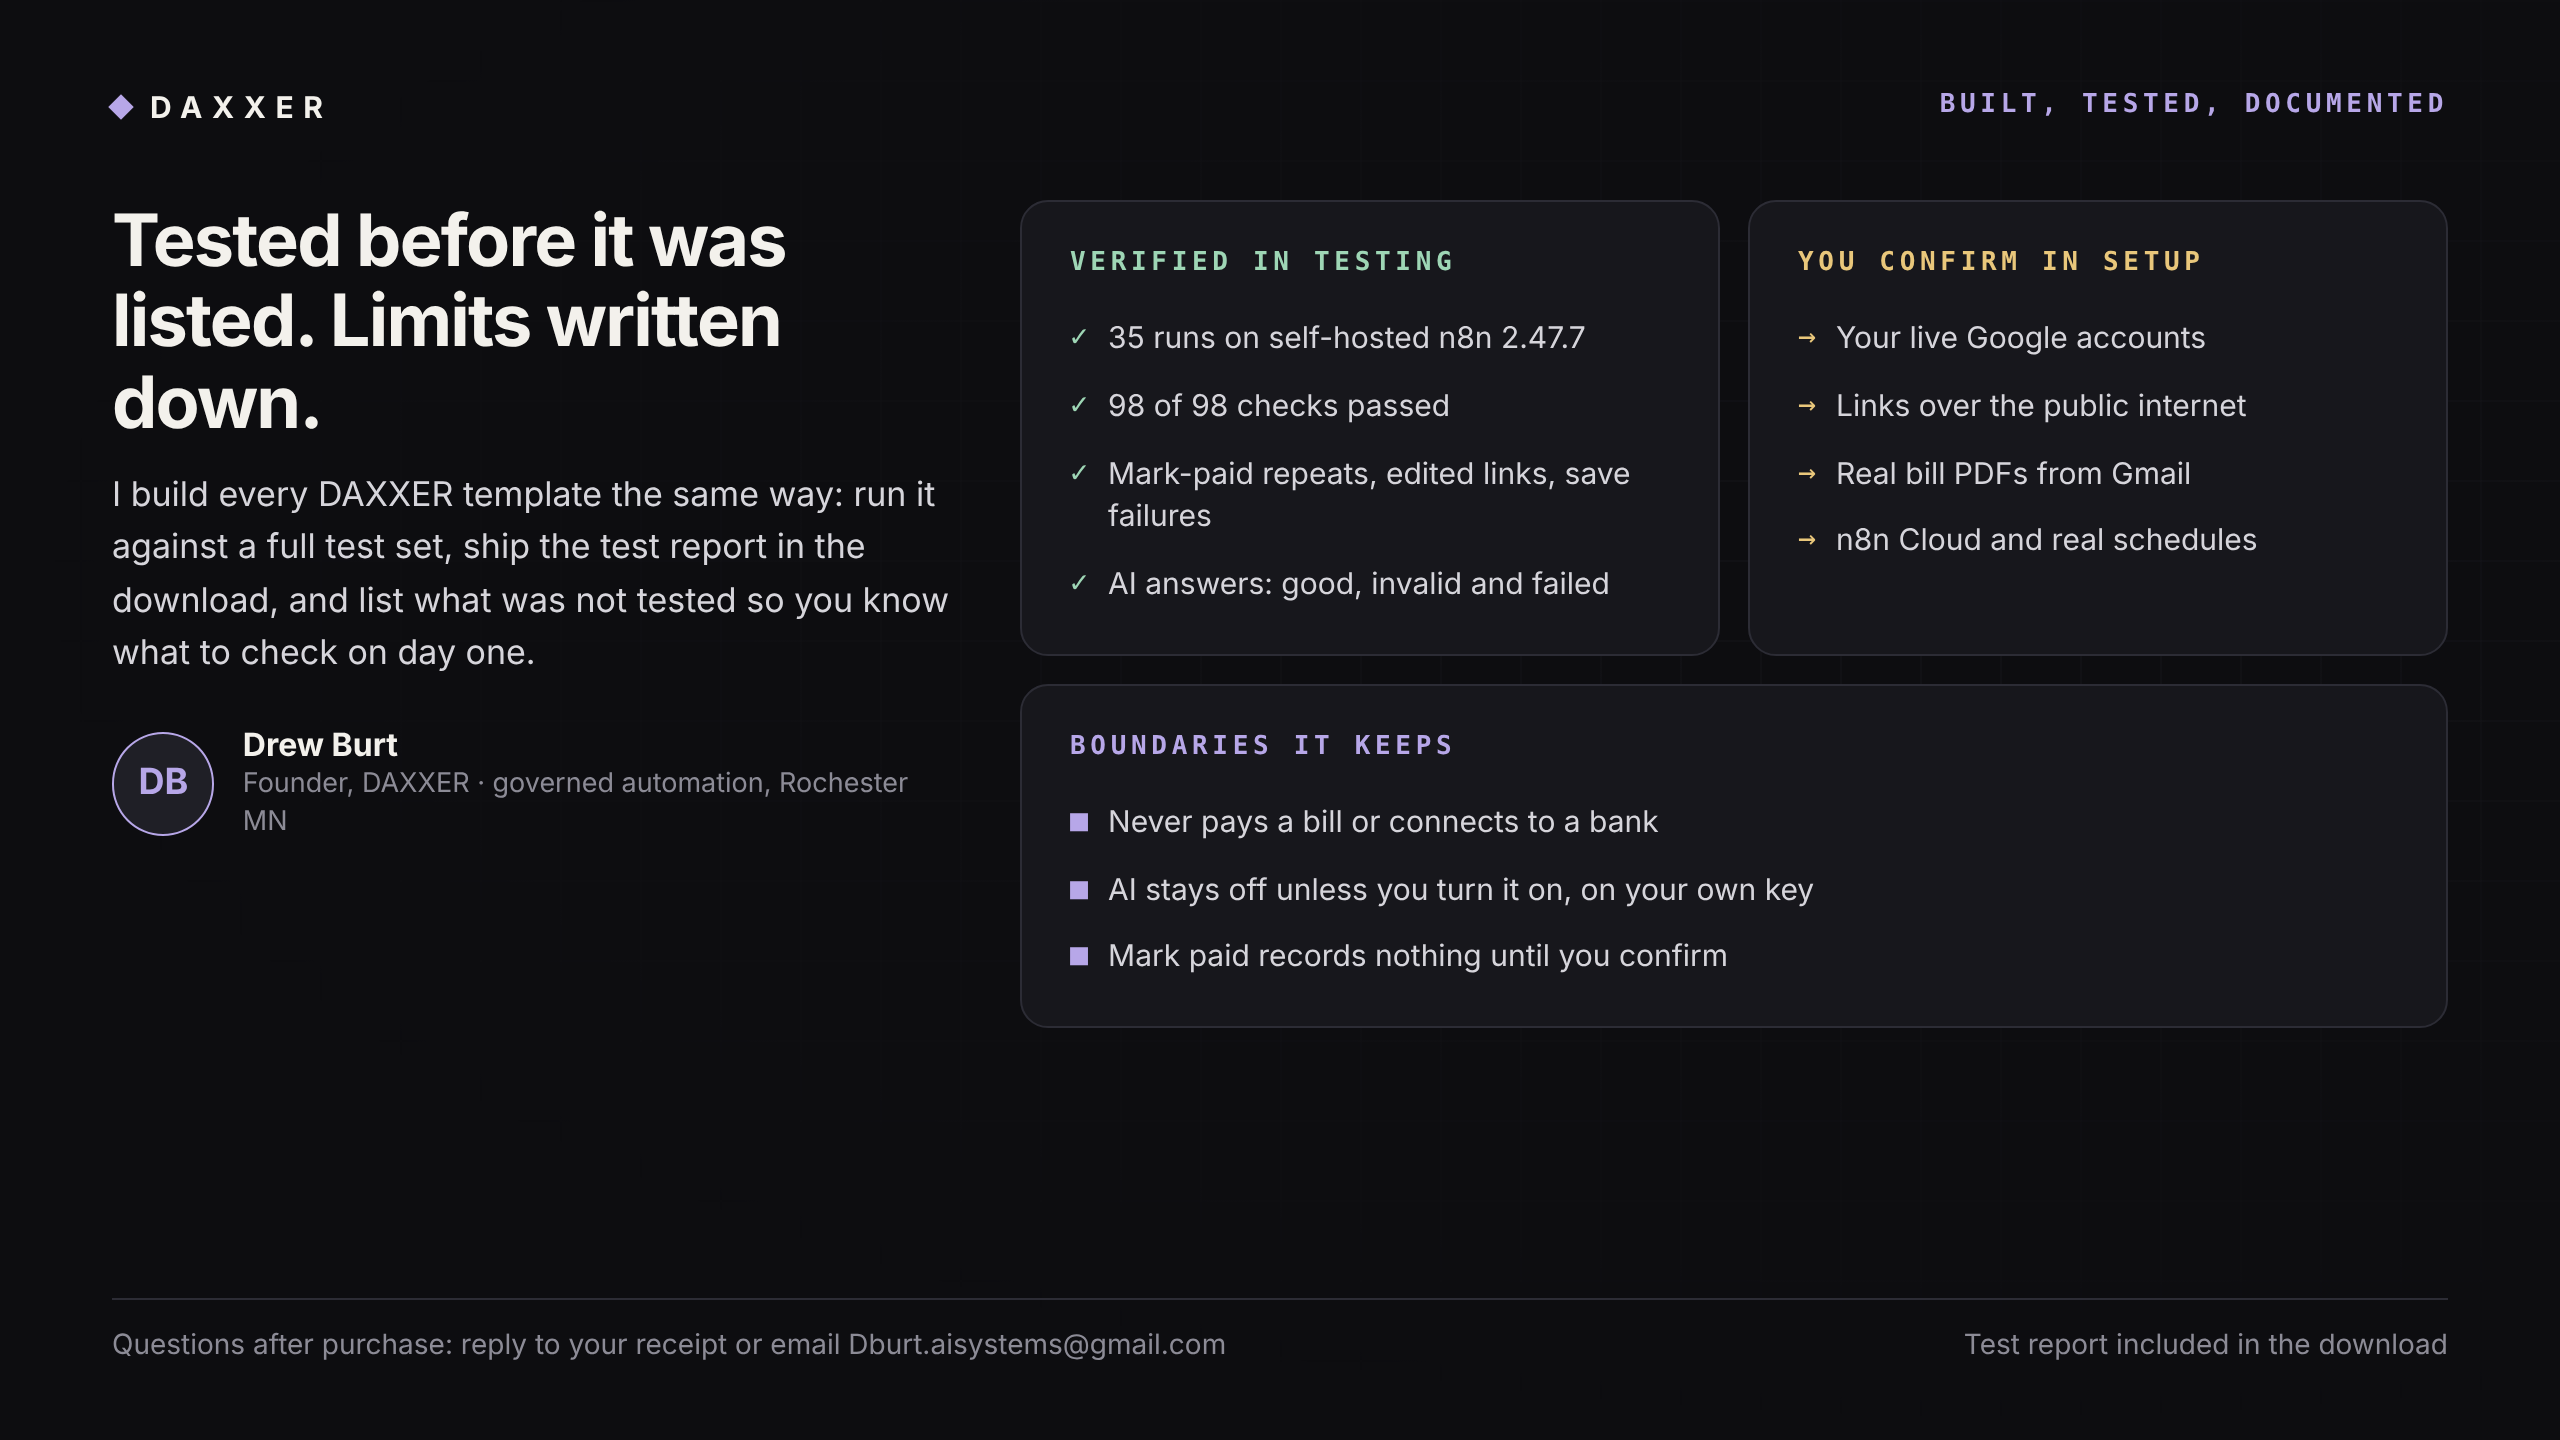 DAXXER
BUILT, TESTED, DOCUMENTED
Tested before it was
listed. Limits written
down.
I build every DAXXER template the same way: run it
against a full test set, ship the test report in the
download, and list what was not tested so you know
what to check on day one.
DB
Drew Burt
Founder, DAXXER · governed automation, Rochester
MN
VERIFIED IN TESTING
✓ 35 runs on self-hosted n8n 2.47.7
✓ 98 of 98 checks passed
✓ Mark-paid repeats, edited links, save
failures
✓ AI answers: good, invalid and failed
YOU CONFIRM IN SETUP
→ Your live Google accounts
→ Links over the public internet
→ Real bill PDFs from Gmail
→ n8n Cloud and real schedules
BOUNDARIES IT KEEPS
■ Never pays a bill or connects to a bank
■ AI stays off unless you turn it on, on your own key
■ Mark paid records nothing until you confirm
Questions after purchase: reply to your receipt or email Dburt.aisystems@gmail.com
Test report included in the download